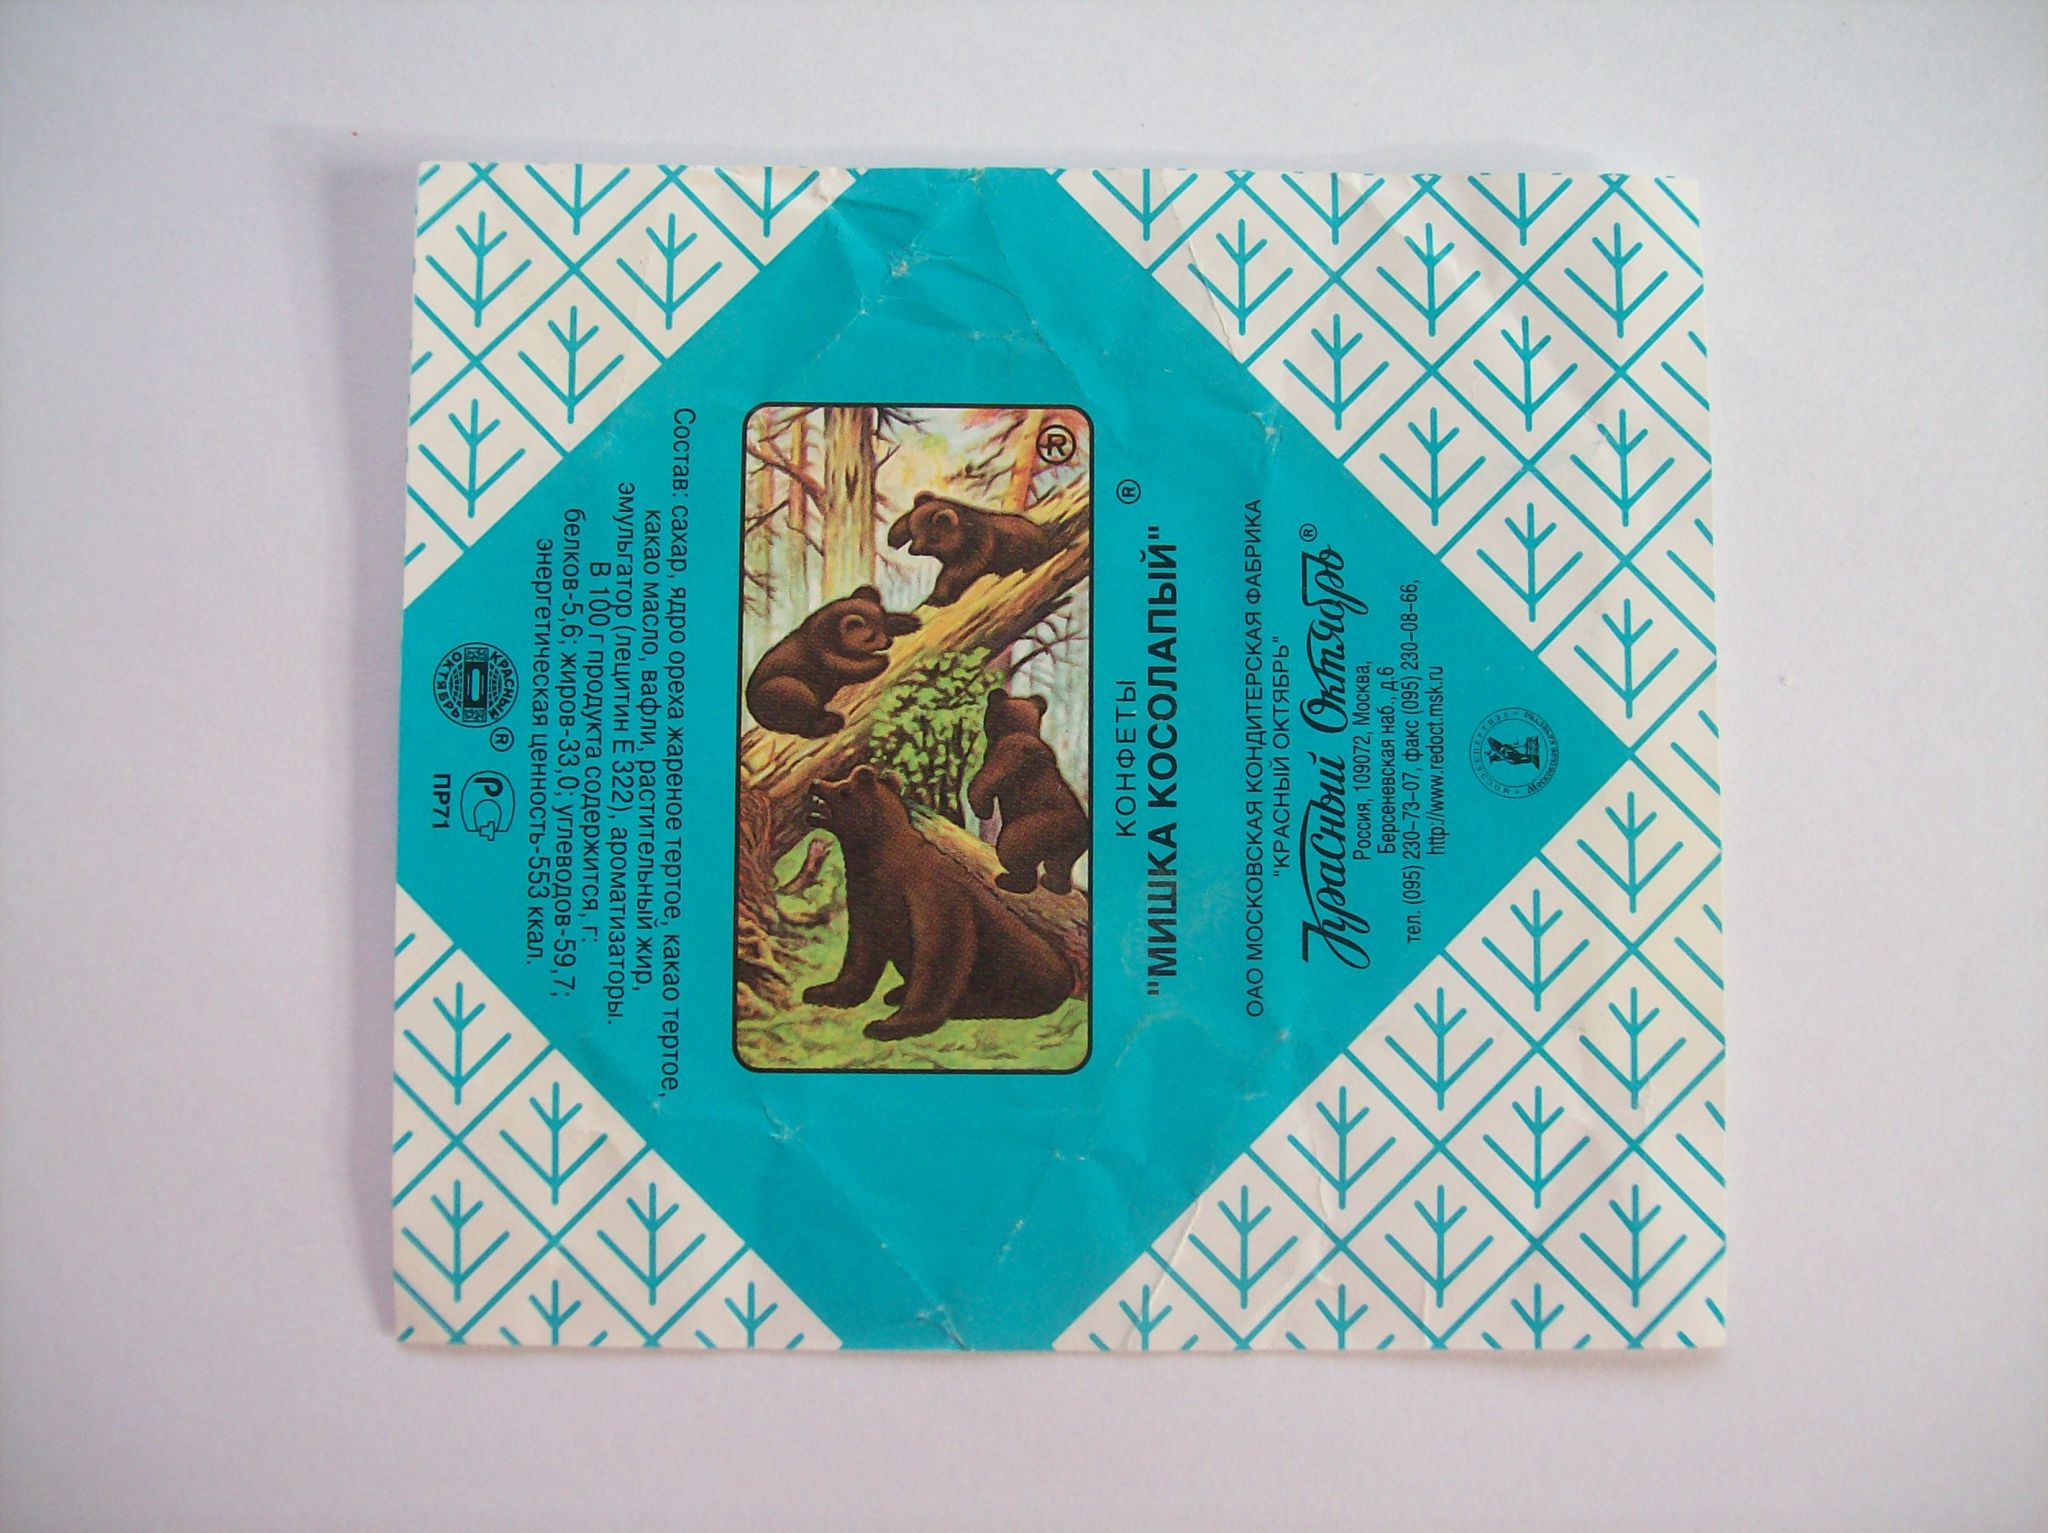 ®
®
КОНФЕТЫ
"МИШКА КОСОЛАПЫЙ"
ОАО МОСКОВСКАЯ КОНДИТЕРСКАЯ ФАБРИКА
"КРАСНЫЙ ОКТЯБРЬ"
Красный Октябрь®
Россия, 109072, Москва,
Берсеневская наб., д.6
тел. (095) 230-73-07, факс (095) 230-08-66,
http://www.redoct.msk.ru
МОСЭКСПЕРТИЗА
Состав: сахар, ядро ореха жареное тертое, какао тертое,
какао масло, вафли, растительный жир,
эмульгатор (лецитин Е 322), ароматизаторы.
В 100 г продукта содержится, г:
белков-5,6; жиров-33,0; углеводов-59,7;
энергетическая ценность-553 ккал.
КРАСНЫЙ
ОКТЯБРЬ
®
РСТ
ПР71